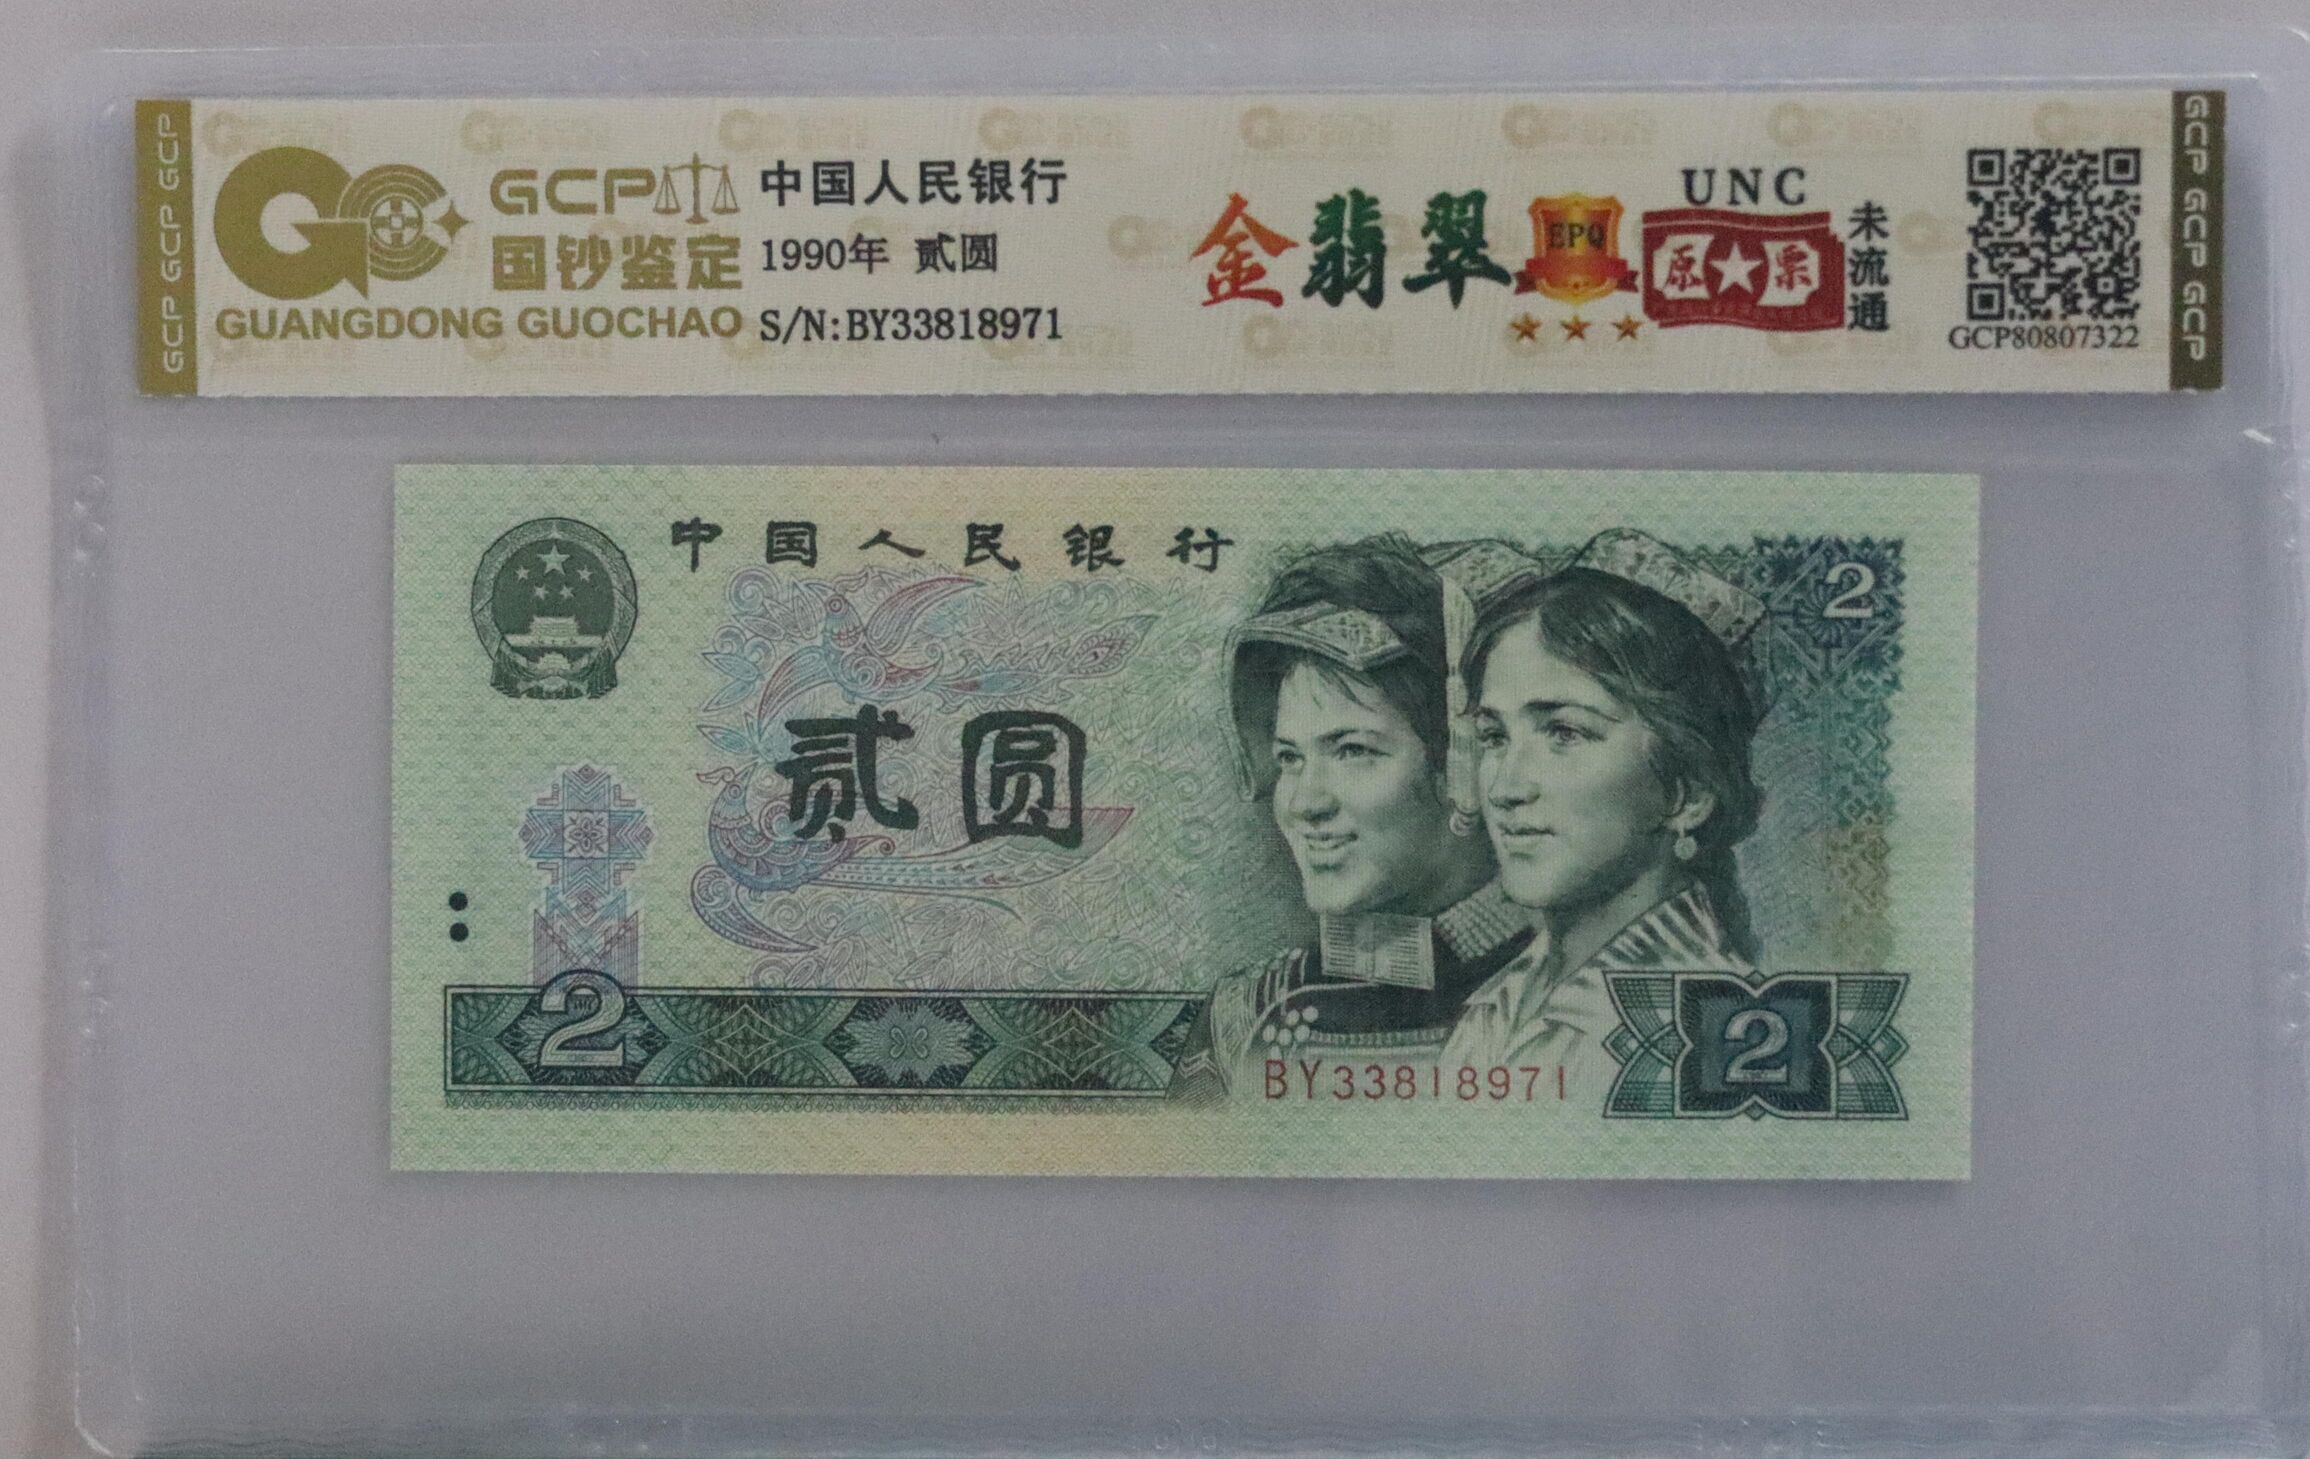 GCP GCP GCP
GCP
国钞鉴定
GUANGDONG GUOCHAO
中国人民银行
1990年 贰圆
S/N:BY33818971
金翡翠
EPQ
UNC
原★票
未流通
GCP80807322
GCP GCP GCP
中国人民银行
2
贰圆
2
BY33818971
2